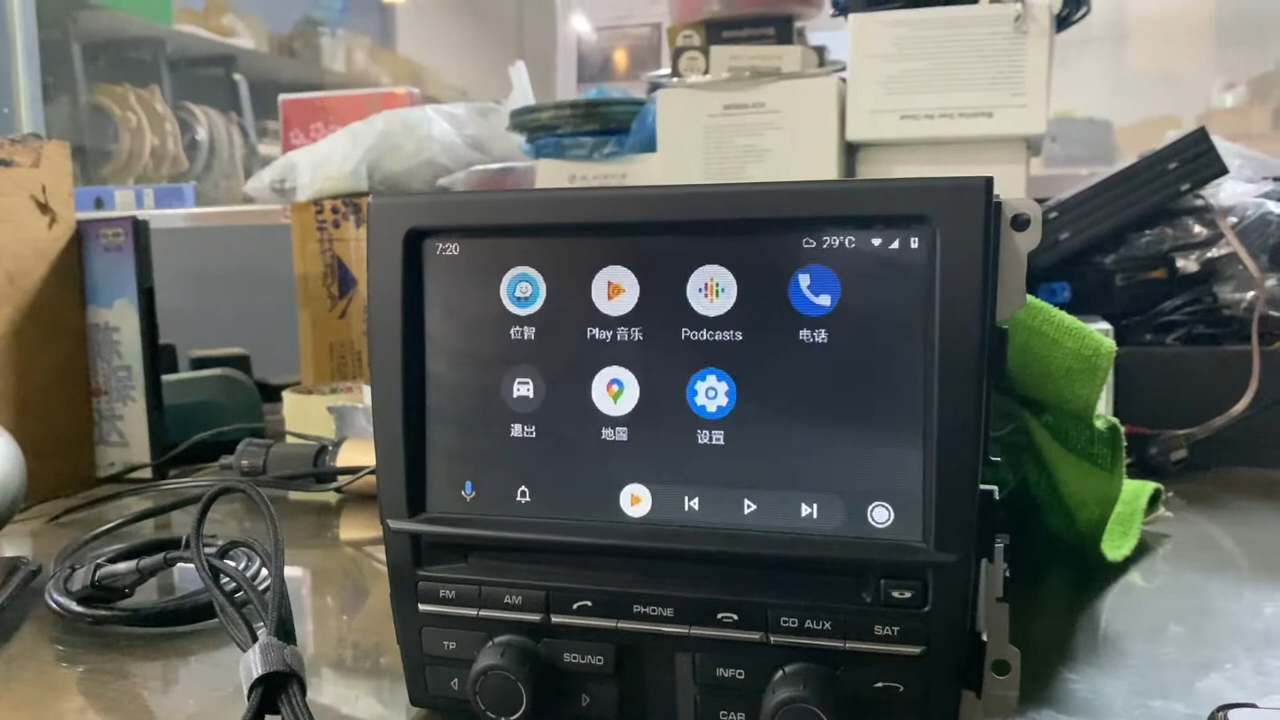 7:20
29°C
位智
Play 音乐
Podcasts
电话
退出
地图
设置
FM
AM
PHONE
CD AUX
SAT
TP
SOUND
INFO
CAR